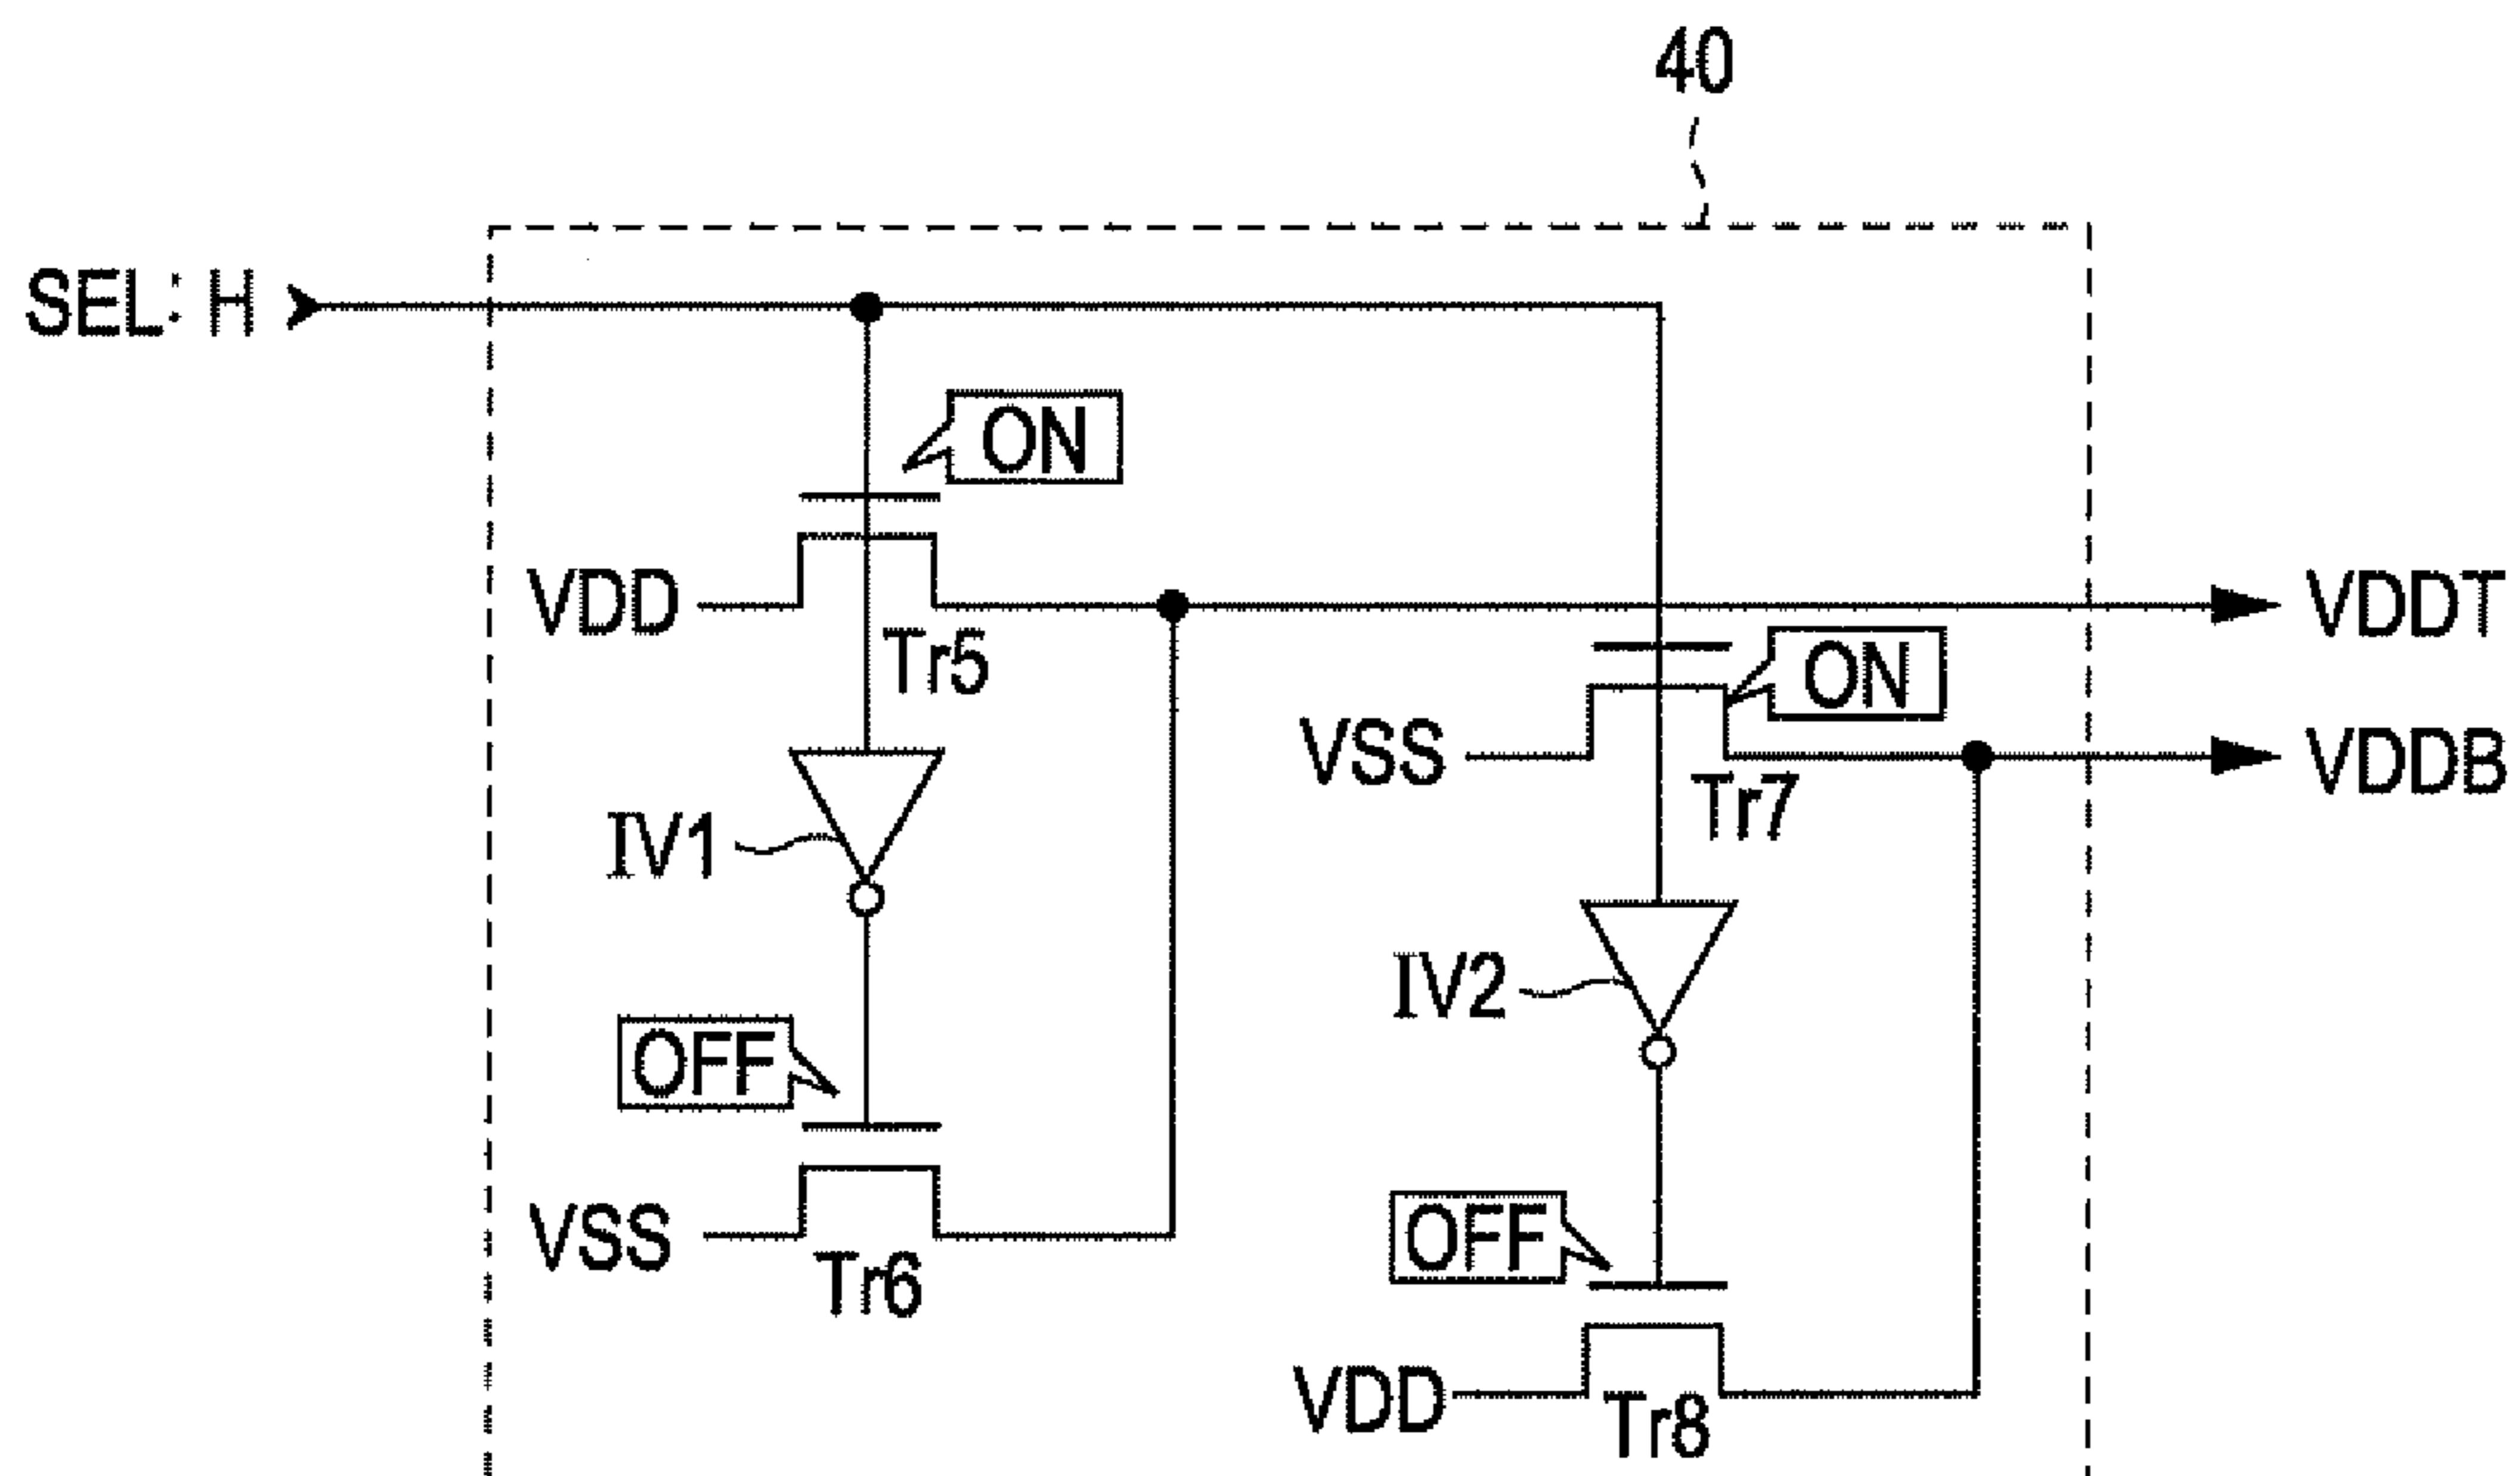 40
SEL: H
ON
VDD
VDDT
Tr5
ON
VSS
VDDB
Tr7
IV1
IV2
OFF
OFF
VSS
Tr6
VDD
Tr8